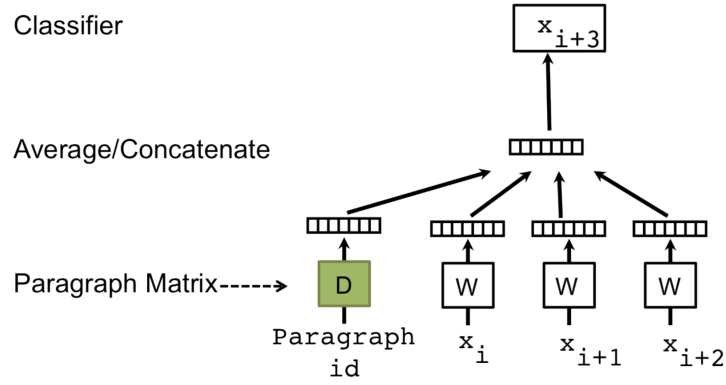 Classifier
x_{i+3}
Average/Concatenate
Paragraph Matrix
D
W
W
W
Paragraph
id
x_i
x_{i+1}
x_{i+2}